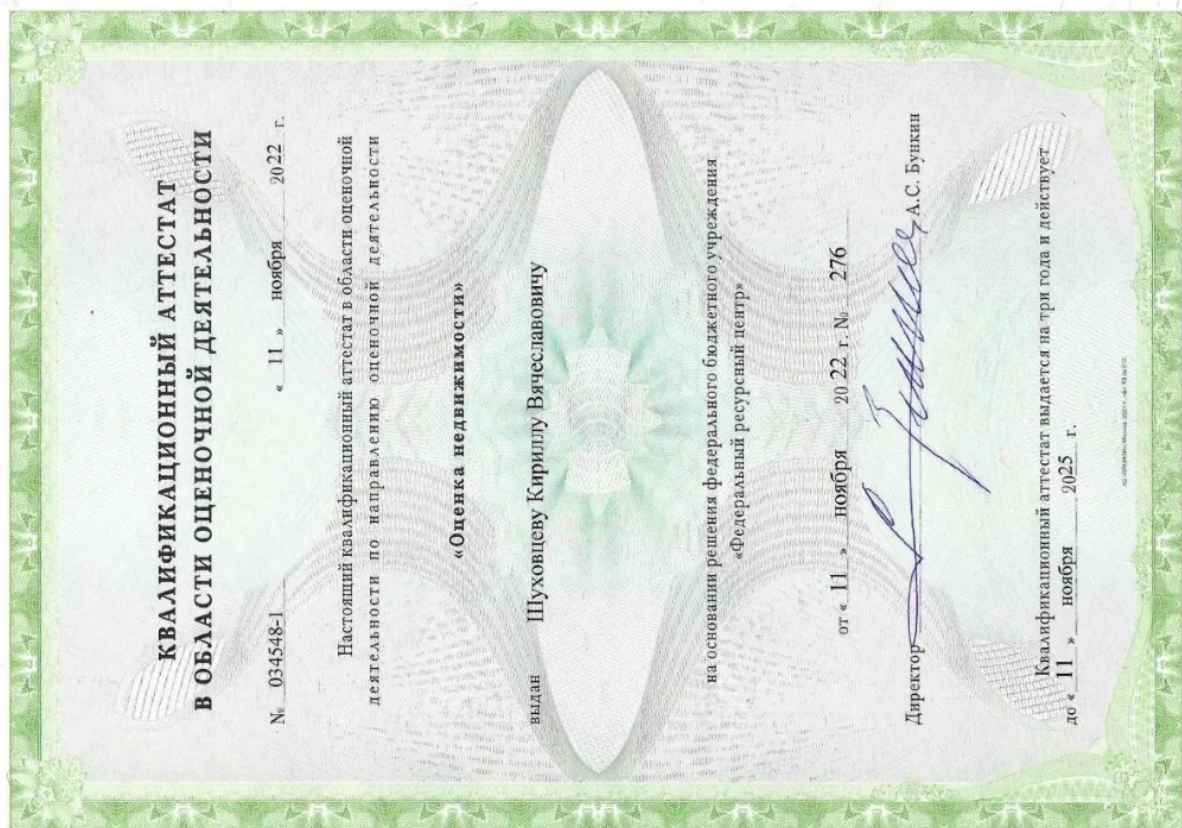 КВАЛИФИКАЦИОННЫЙ АТТЕСТАТ
В ОБЛАСТИ ОЦЕНОЧНОЙ ДЕЯТЕЛЬНОСТИ
№ 034548-1 « 11 » ноября 2022 г.
Настоящий квалификационный аттестат в области оценочной
деятельности по направлению оценочной деятельности
«Оценка недвижимости»
выдан Шуховцеву Кириллу Вячеславовичу
на основании решения федерального бюджетного учреждения
«Федеральный ресурсный центр»
от « 11 » ноября 20 22 г. № 276
Директор А.С. Бункин
Квалификационный аттестат выдается на три года и действует
до « 11 » ноября 2025 г.